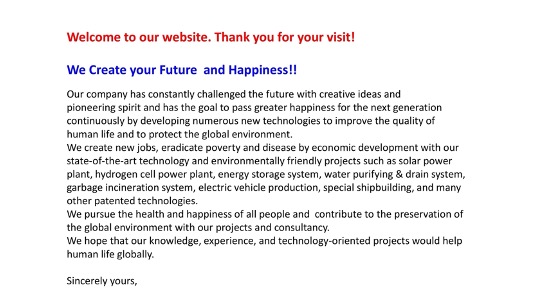 Welcome to our website. Thank you for your visit!
We Create your Future  and Happiness!!
Our company has constantly challenged the future with creative ideas and
pioneering spirit and has the goal to pass greater happiness for the next generation
continuously by developing numerous new technologies to improve the quality of
human life and to protect the global environment.
We create new jobs, eradicate poverty and disease by economic development with our
state-of-the-art technology and environmentally friendly projects such as solar power
plant, hydrogen cell power plant, energy storage system, water purifying & drain system,
garbage incineration system, electric vehicle production, special shipbuilding, and many
other patented technologies.
We pursue the health and happiness of all people and  contribute to the preservation of
the global environment with our projects and consultancy.
We hope that our knowledge, experience, and technology-oriented projects would help
human life globally.
Sincerely yours,